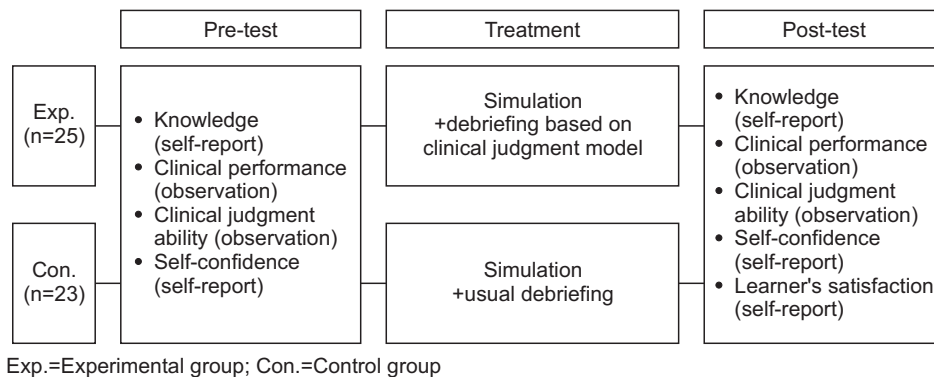 Pre-test
Treatment
Post-test
Exp.
(n=25)
Con.
(n=23)
• Knowledge
(self-report)
• Clinical performance
(observation)
• Clinical judgment
ability (observation)
• Self-confidence
(self-report)
Simulation
+debriefing based on
clinical judgment model
Simulation
+usual debriefing
• Knowledge
(self-report)
• Clinical performance
(observation)
• Clinical judgment
ability (observation)
• Self-confidence
(self-report)
• Learner's satisfaction
(self-report)
Exp.=Experimental group; Con.=Control group